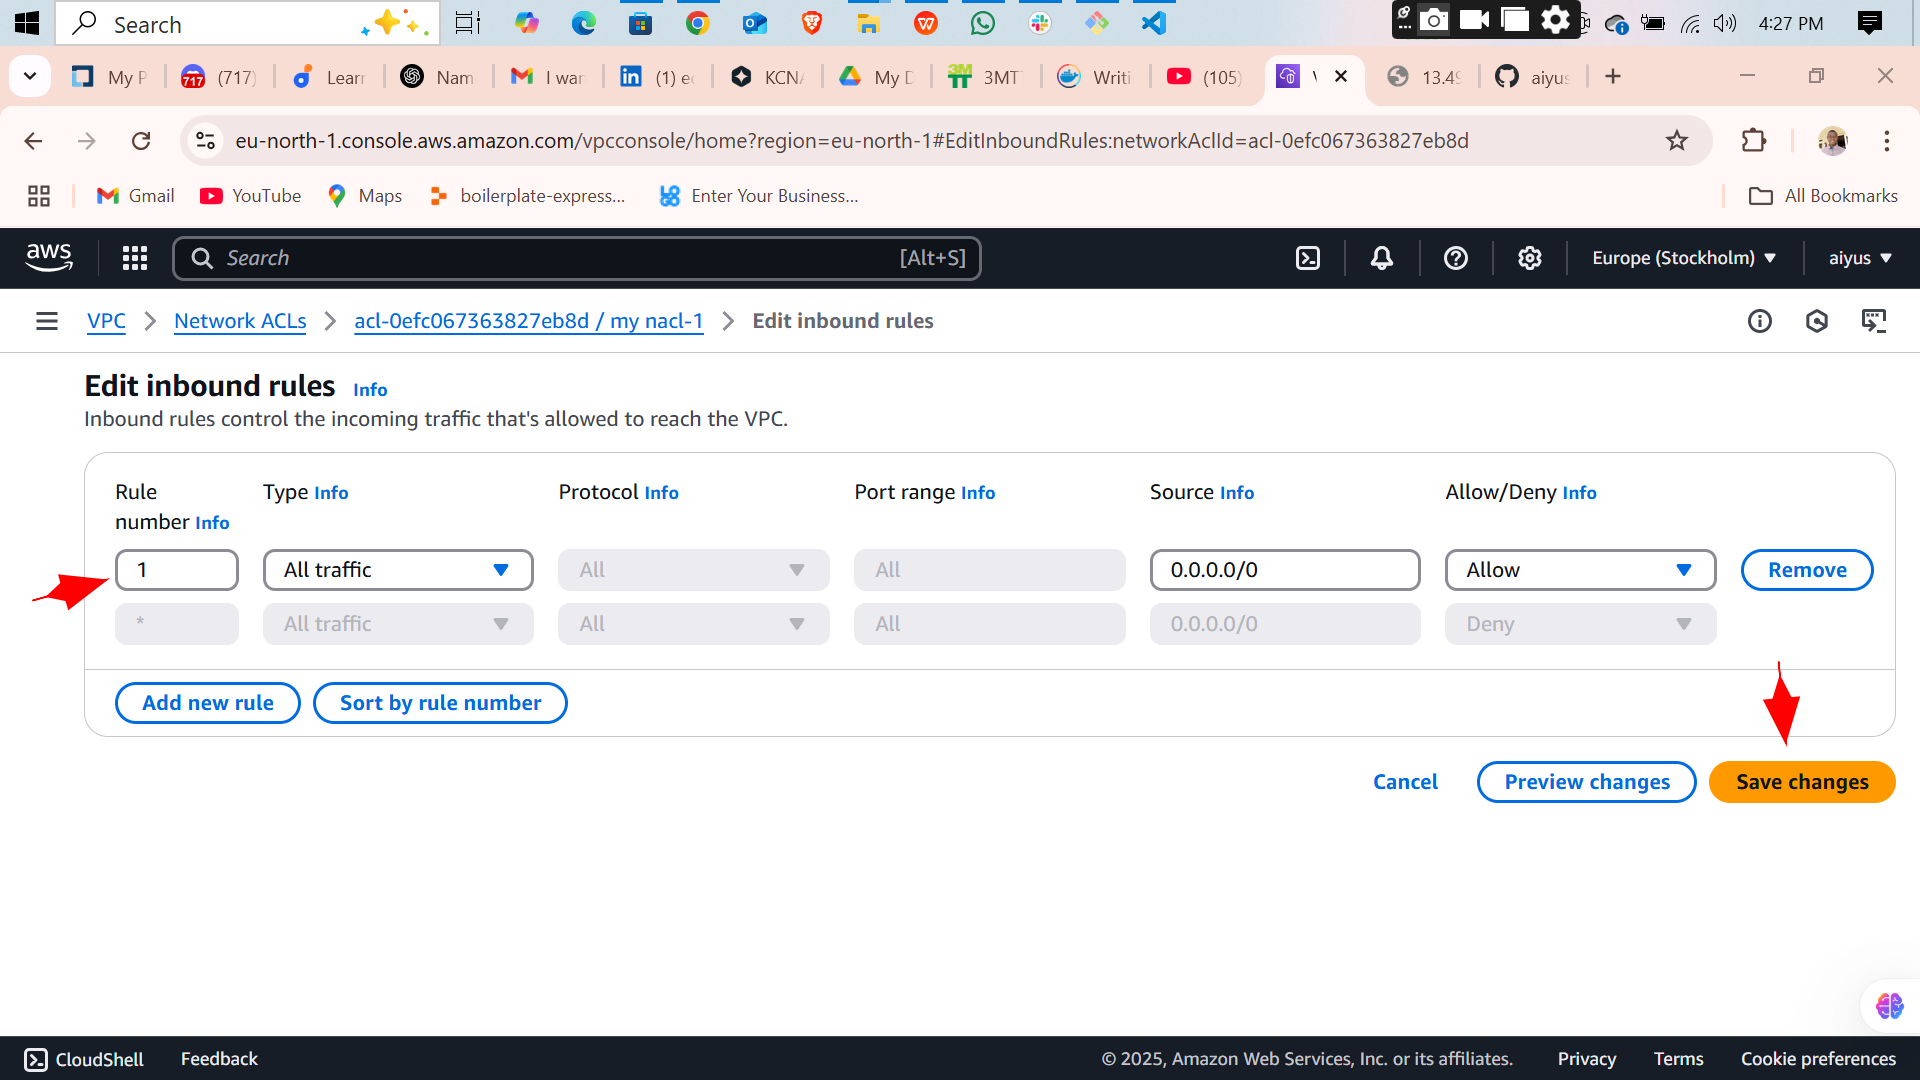 Search
4:27 PM
My P
717
(717)
Learn
Nam
I war
(1) ec
KCNA
My D
3MT
Writi
(105)
13.49
aiyus
eu-north-1.console.aws.amazon.com/vpcconsole/home?region=eu-north-1#EditInboundRules:networkAclId=acl-0efc067363827eb8d
Gmail
YouTube
Maps
boilerplate-express...
Enter Your Business...
All Bookmarks
aws
Search
[Alt+S]
Europe (Stockholm)
aiyus
VPC
Network ACLs
acl-0efc067363827eb8d / my nacl-1
Edit inbound rules
Edit inbound rules Info
Inbound rules control the incoming traffic that's allowed to reach the VPC.
Rule
number Info
Type Info
Protocol Info
Port range Info
Source Info
Allow/Deny Info
1
All traffic
All
All
0.0.0.0/0
Allow
Remove
*
All traffic
All
All
0.0.0.0/0
Deny
Add new rule
Sort by rule number
Cancel
Preview changes
Save changes
CloudShell
Feedback
© 2025, Amazon Web Services, Inc. or its affiliates.
Privacy
Terms
Cookie preferences